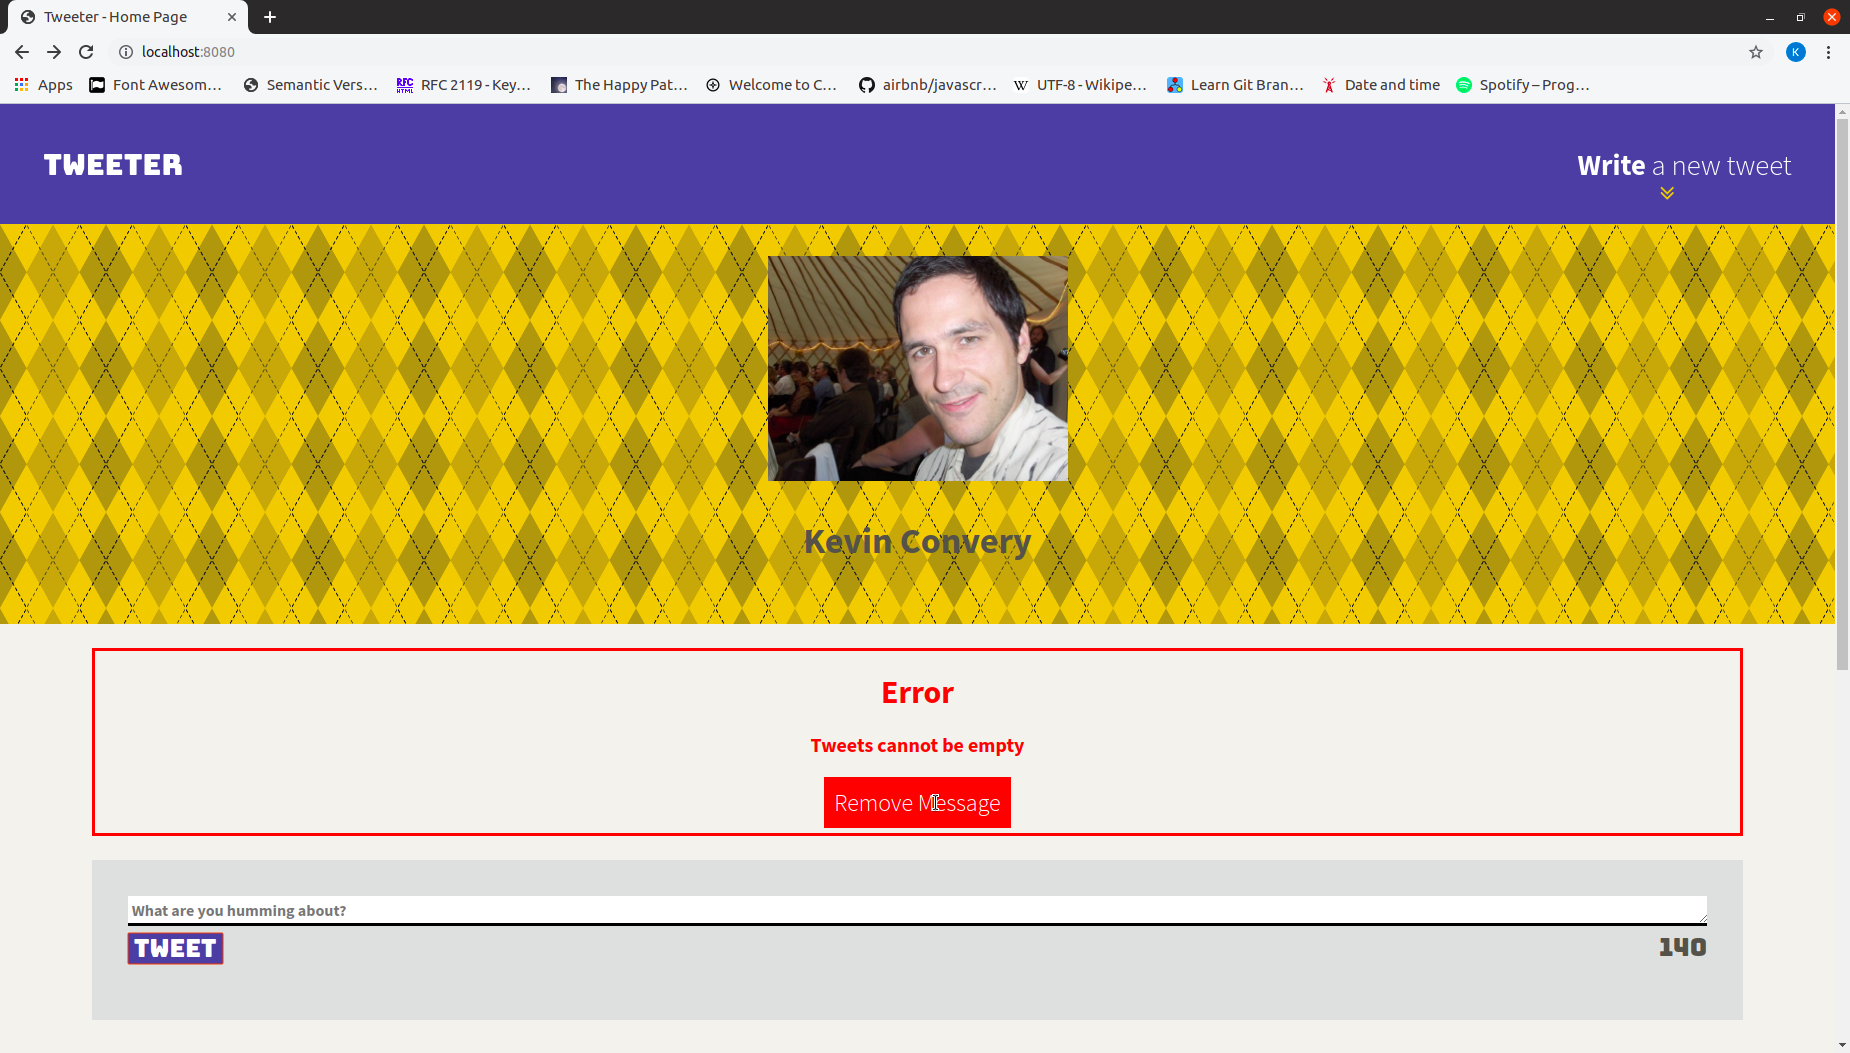 Tweeter - Home Page
localhost:8080
K
Apps
Font Awesom...
Semantic Vers...
RFC 2119 - Key...
The Happy Pat...
Welcome to C...
airbnb/javascr...
UTF-8 - Wikipe...
Learn Git Bran...
Date and time
Spotify – Prog...
TWEETER
Write a new tweet
Kevin Convery
Error
Tweets cannot be empty
Remove Message
What are you humming about?
TWEET
140